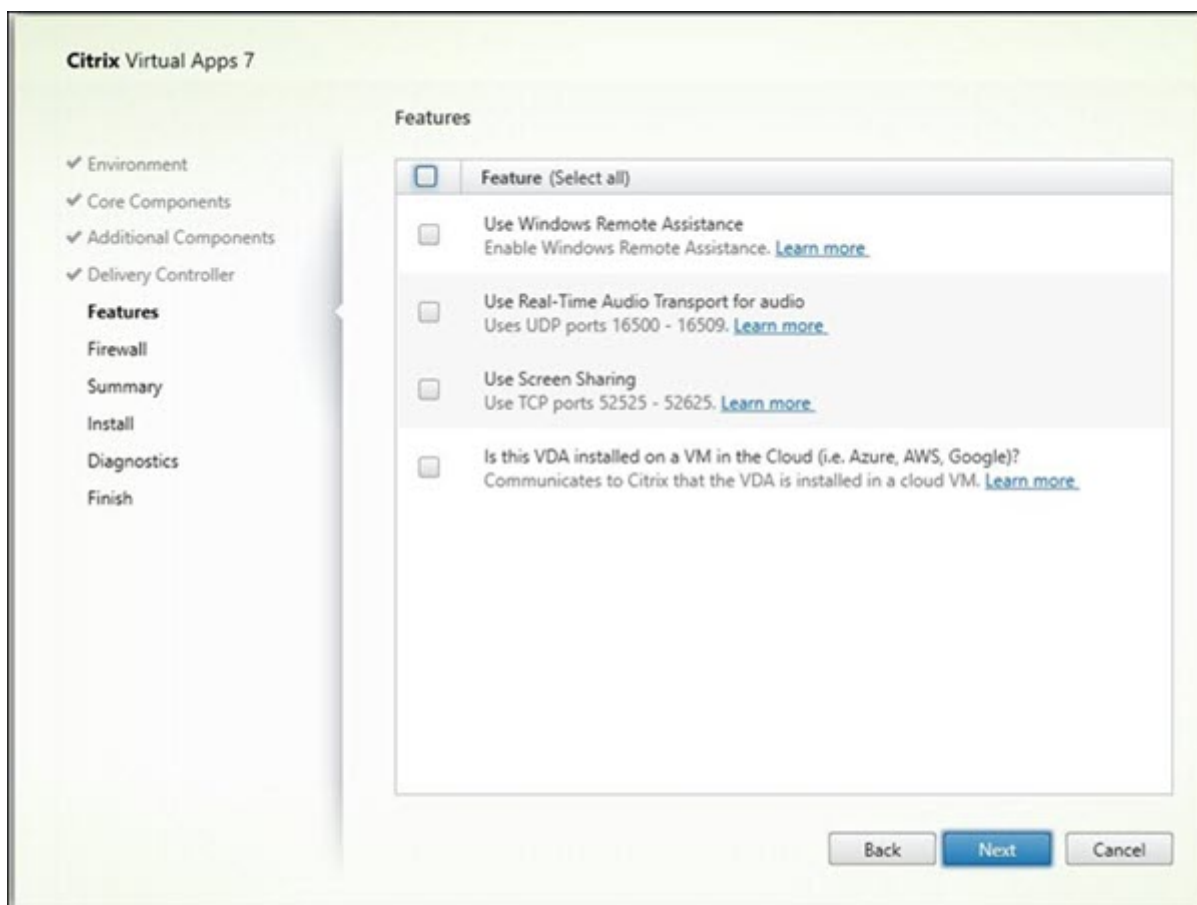 Citrix Virtual Apps 7
Features
Environment
Core Components
Additional Components
Delivery Controller
Features
Firewall
Summary
Install
Diagnostics
Finish
Feature (Select all)
Use Windows Remote Assistance
Enable Windows Remote Assistance. Learn more
Use Real-Time Audio Transport for audio
Uses UDP ports 16500 - 16509. Learn more
Use Screen Sharing
Use TCP ports 52525 - 52625. Learn more
Is this VDA installed on a VM in the Cloud (i.e. Azure, AWS, Google)?
Communicates to Citrix that the VDA is installed in a cloud VM. Learn more
Back
Next
Cancel